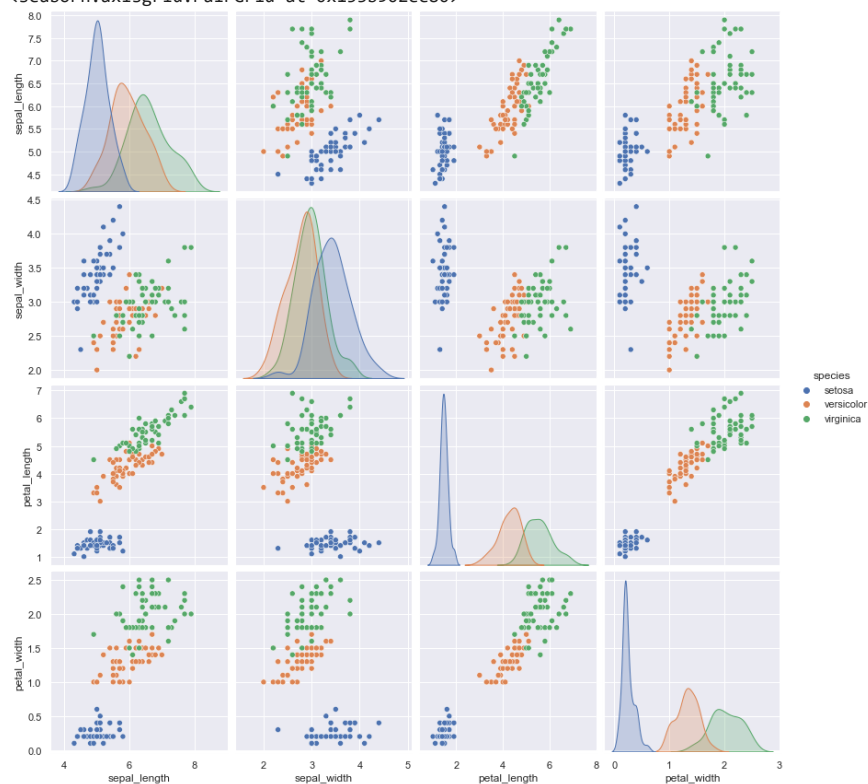 8.0
7.5
7.0
6.5
6.0
5.5
5.0
4.5
sepal_length
4.5
4.0
3.5
3.0
2.5
2.0
sepal_width
species
setosa
versicolor
virginica
7
6
5
4
3
2
1
petal_length
2.5
2.0
1.5
1.0
0.5
0.0
petal_width
4 6 8
sepal_length
2 3 4 5
sepal_width
2 4 6 8
petal_length
0 1 2 3
petal_width